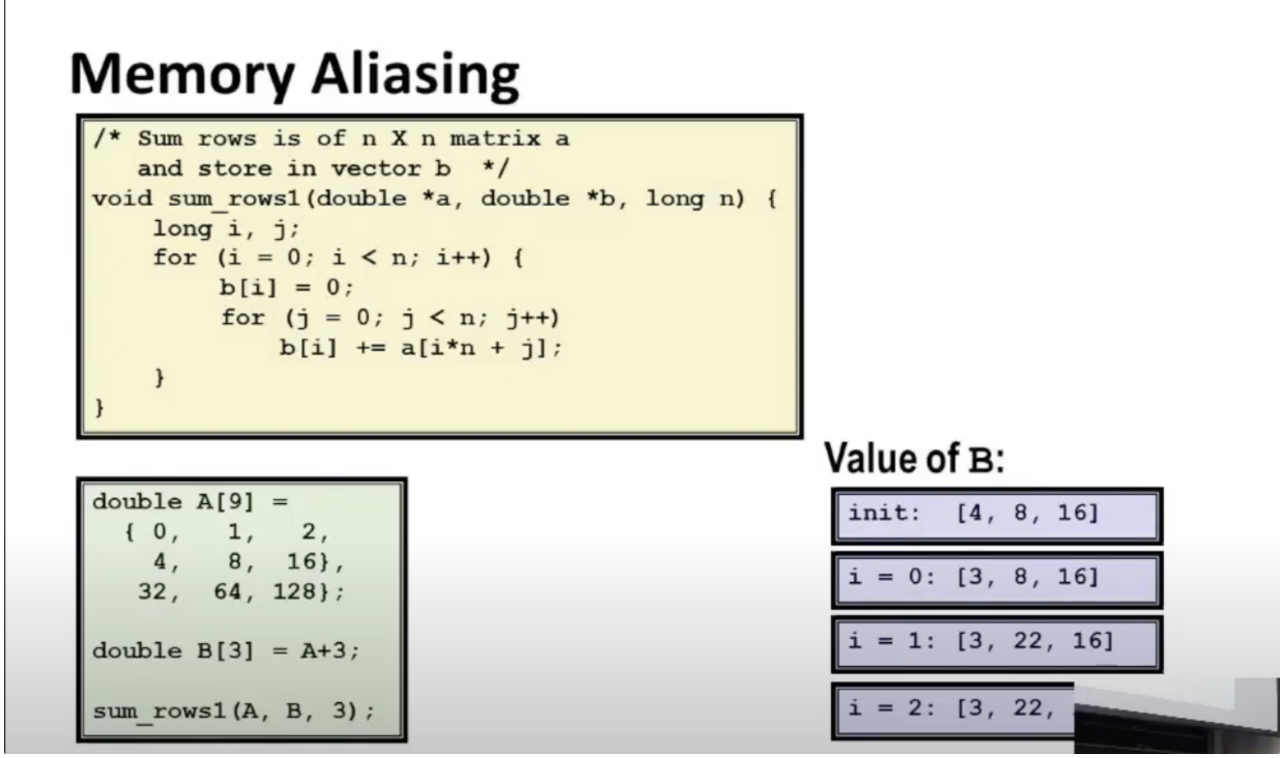 Memory Aliasing
/* Sum rows is of n X n matrix a
and store in vector b */
void sum_rows1(double *a, double *b, long n) {
long i, j;
for (i = 0; i < n; i++) {
b[i] = 0;
for (j = 0; j < n; j++)
b[i] += a[i*n + j];
}
}
double A[9] =
{ 0, 1, 2,
4, 8, 16},
32, 64, 128};
double B[3] = A+3;
sum_rows1(A, B, 3);
Value of B:
init: [4, 8, 16]
i = 0: [3, 8, 16]
i = 1: [3, 22, 16]
i = 2: [3, 22,